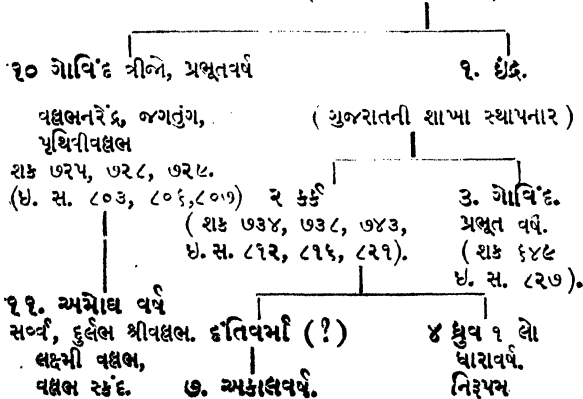 ૧૦ ગોવિંદ ત્રીજો, પ્રભૂતવર્ષ
૧. ઇંદ્ર.
વલ્લભનરેંદ્ર, જગતુંગ,
પૃથિવીવલ્લભ
શક ૭૨૫, ૭૨૮, ૭૨૯.
(ઇ. સ. ૮૦૩, ૮૦૬,૮૦૭)
( ગુજરાતની શાખા સ્થાપનાર )
૨ કર્ક
( શક ૭૩૪, ૭૩૮, ૭૪૩,
ઇ. સ. ૮૧૨, ૮૧૬, ૮૨૧).
૩. ગોવિંદ.
પ્રભૂત વર્ષ.
( શક ૬૪૯
ઇ. સ. ૮૨૭ ).
૧૧. અમોઘ વર્ષ
સર્વ્વ, દુર્લભ શ્રીવલ્લભ.
લક્ષ્મી વલ્લભ,
વલ્લભ સ્કંદ.
દંતિવર્મા (?)
૭. અકાલવર્ષ.
૪ ધ્રુવ ૧ લો
ધારાવર્ષ.
નિરૂપમ